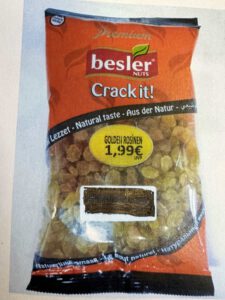 Premium
besler
NUTS
Crack it!
Lezzet - Natural taste - Aus der Natur -
GOLDEN ROSINEN
1,99€